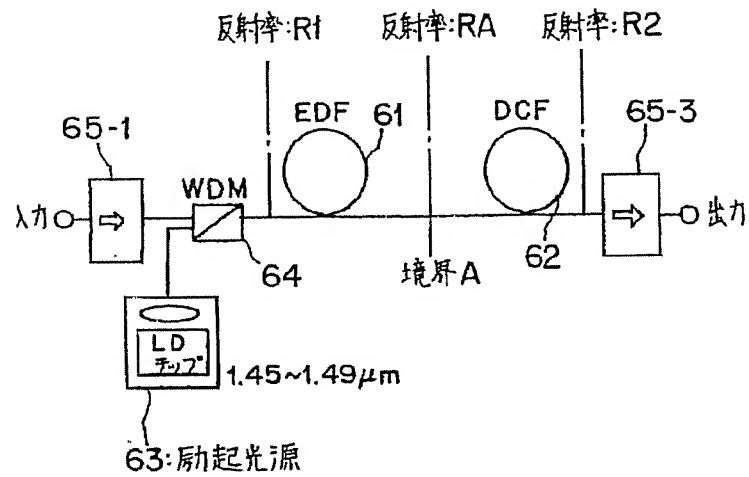 反射率:R1
反射率:RA
反射率:R2
EDF
61
DCF
65-1
65-3
WDM
入力
出力
64
62
境界A
LD
チップ
1.45~1.49μm
63:励起光源